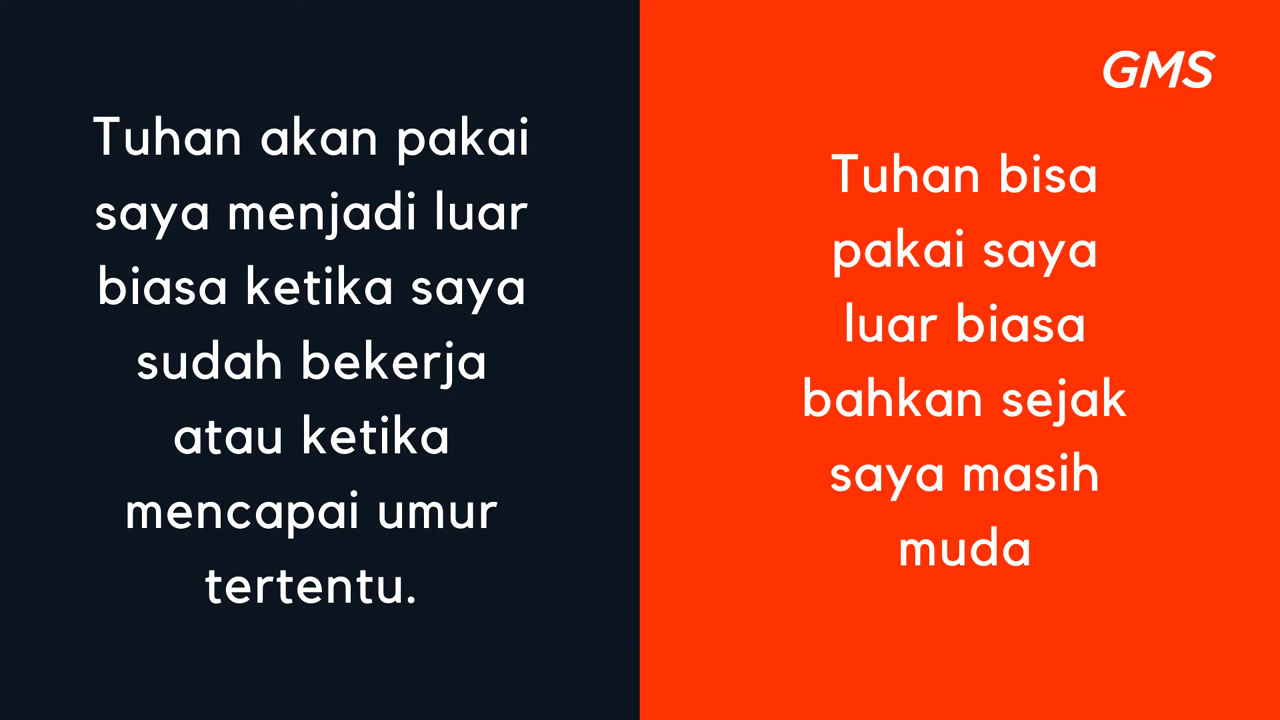 Tuhan akan pakai
saya menjadi luar
biasa ketika saya
sudah bekerja
atau ketika
mencapai umur
tertentu.
GMS
Tuhan bisa
pakai saya
luar biasa
bahkan sejak
saya masih
muda